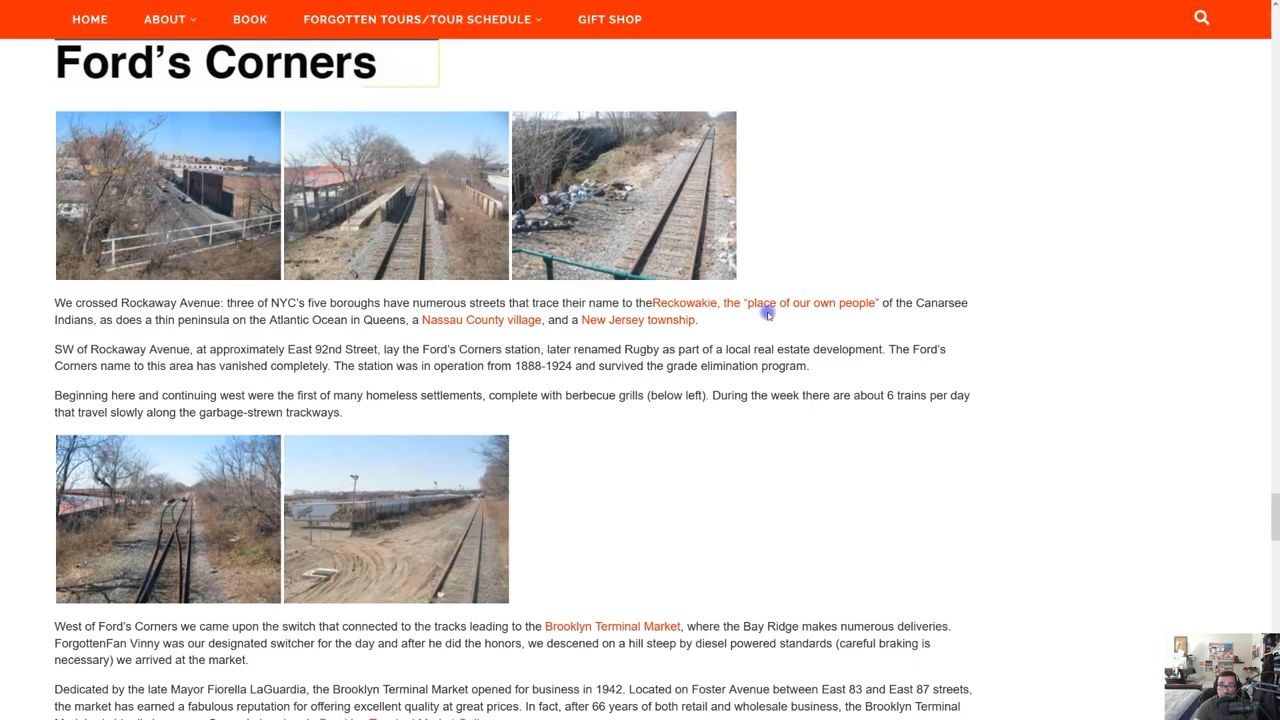 HOME ABOUT BOOK FORGOTTEN TOURS/TOUR SCHEDULE GIFT SHOP
Ford's Corners
We crossed Rockaway Avenue: three of NYC's five boroughs have numerous streets that trace their name to theReckowakie, the “place of our own people” of the Canarsee
Indians, as does a thin peninsula on the Atlantic Ocean in Queens, a Nassau County village, and a New Jersey township.
SW of Rockaway Avenue, at approximately East 92nd Street, lay the Ford's Corners station, later renamed Rugby as part of a local real estate development. The Ford's
Corners name to this area has vanished completely. The station was in operation from 1888-1924 and survived the grade elimination program.
Beginning here and continuing west were the first of many homeless settlements, complete with berbecue grills (below left). During the week there are about 6 trains per day
that travel slowly along the garbage-strewn trackways.
West of Ford's Corners we came upon the switch that connected to the tracks leading to the Brooklyn Terminal Market, where the Bay Ridge makes numerous deliveries.
ForgottenFan Vinny was our designated switcher for the day and after he did the honors, we descened on a hill steep by diesel powered standards (careful braking is
necessary) we arrived at the market.
Dedicated by the late Mayor Fiorella LaGuardia, the Brooklyn Terminal Market opened for business in 1942. Located on Foster Avenue between East 83 and East 87 streets,
the market has earned a fabulous reputation for offering excellent quality at great prices. In fact, after 66 years of both retail and wholesale business, the Brooklyn Terminal